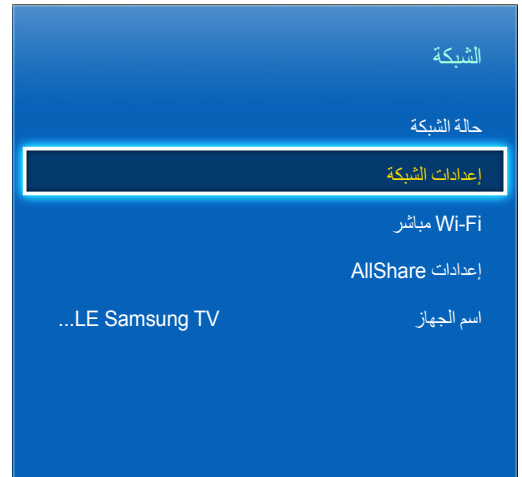 الشبكة
حالة الشبكة
إعدادات الشبكة
Wi-Fi مباشر
إعدادات AllShare
اسم الجهاز LE Samsung TV...